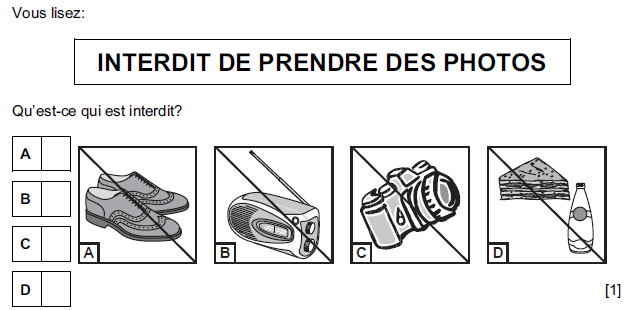 Vous lisez:
INTERDIT DE PRENDRE DES PHOTOS
Qu'est-ce qui est interdit?
A
B
C
D
A
B
C
D
[1]